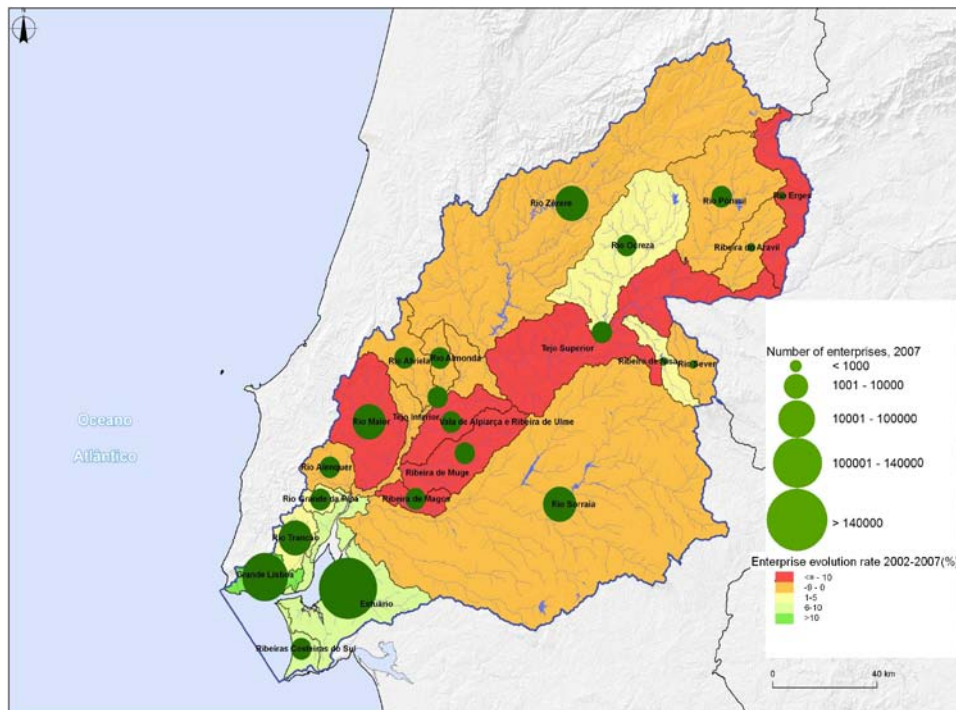 Rio Zêzere
Rio Pônsul
Rio Erges
Rio Ocreza
Ribeira do Aravil
Tejo Superior
Ribeira de Nisa
Rio Sever
Rio Alviela
Rio Almonda
Rio Maior
Tejo Inferior
Vala de Alpiarça e Ribeira de Ulme
Ribeira de Muge
Rio Alenquer
Rio Grande da Pipa
Ribeira de Magos
Rio Sorraia
Rio Trancão
Grande Lisboa
Estuário
Ribeiras Costeiras do Sul
Oceano
Atlântico
Number of enterprises, 2007
< 1000
1001 - 10000
10001 - 100000
100001 - 140000
> 140000
Enterprise evolution rate 2002-2007(%)
<= - 10
-9 - 0
1-5
6-10
>10
0 40 km